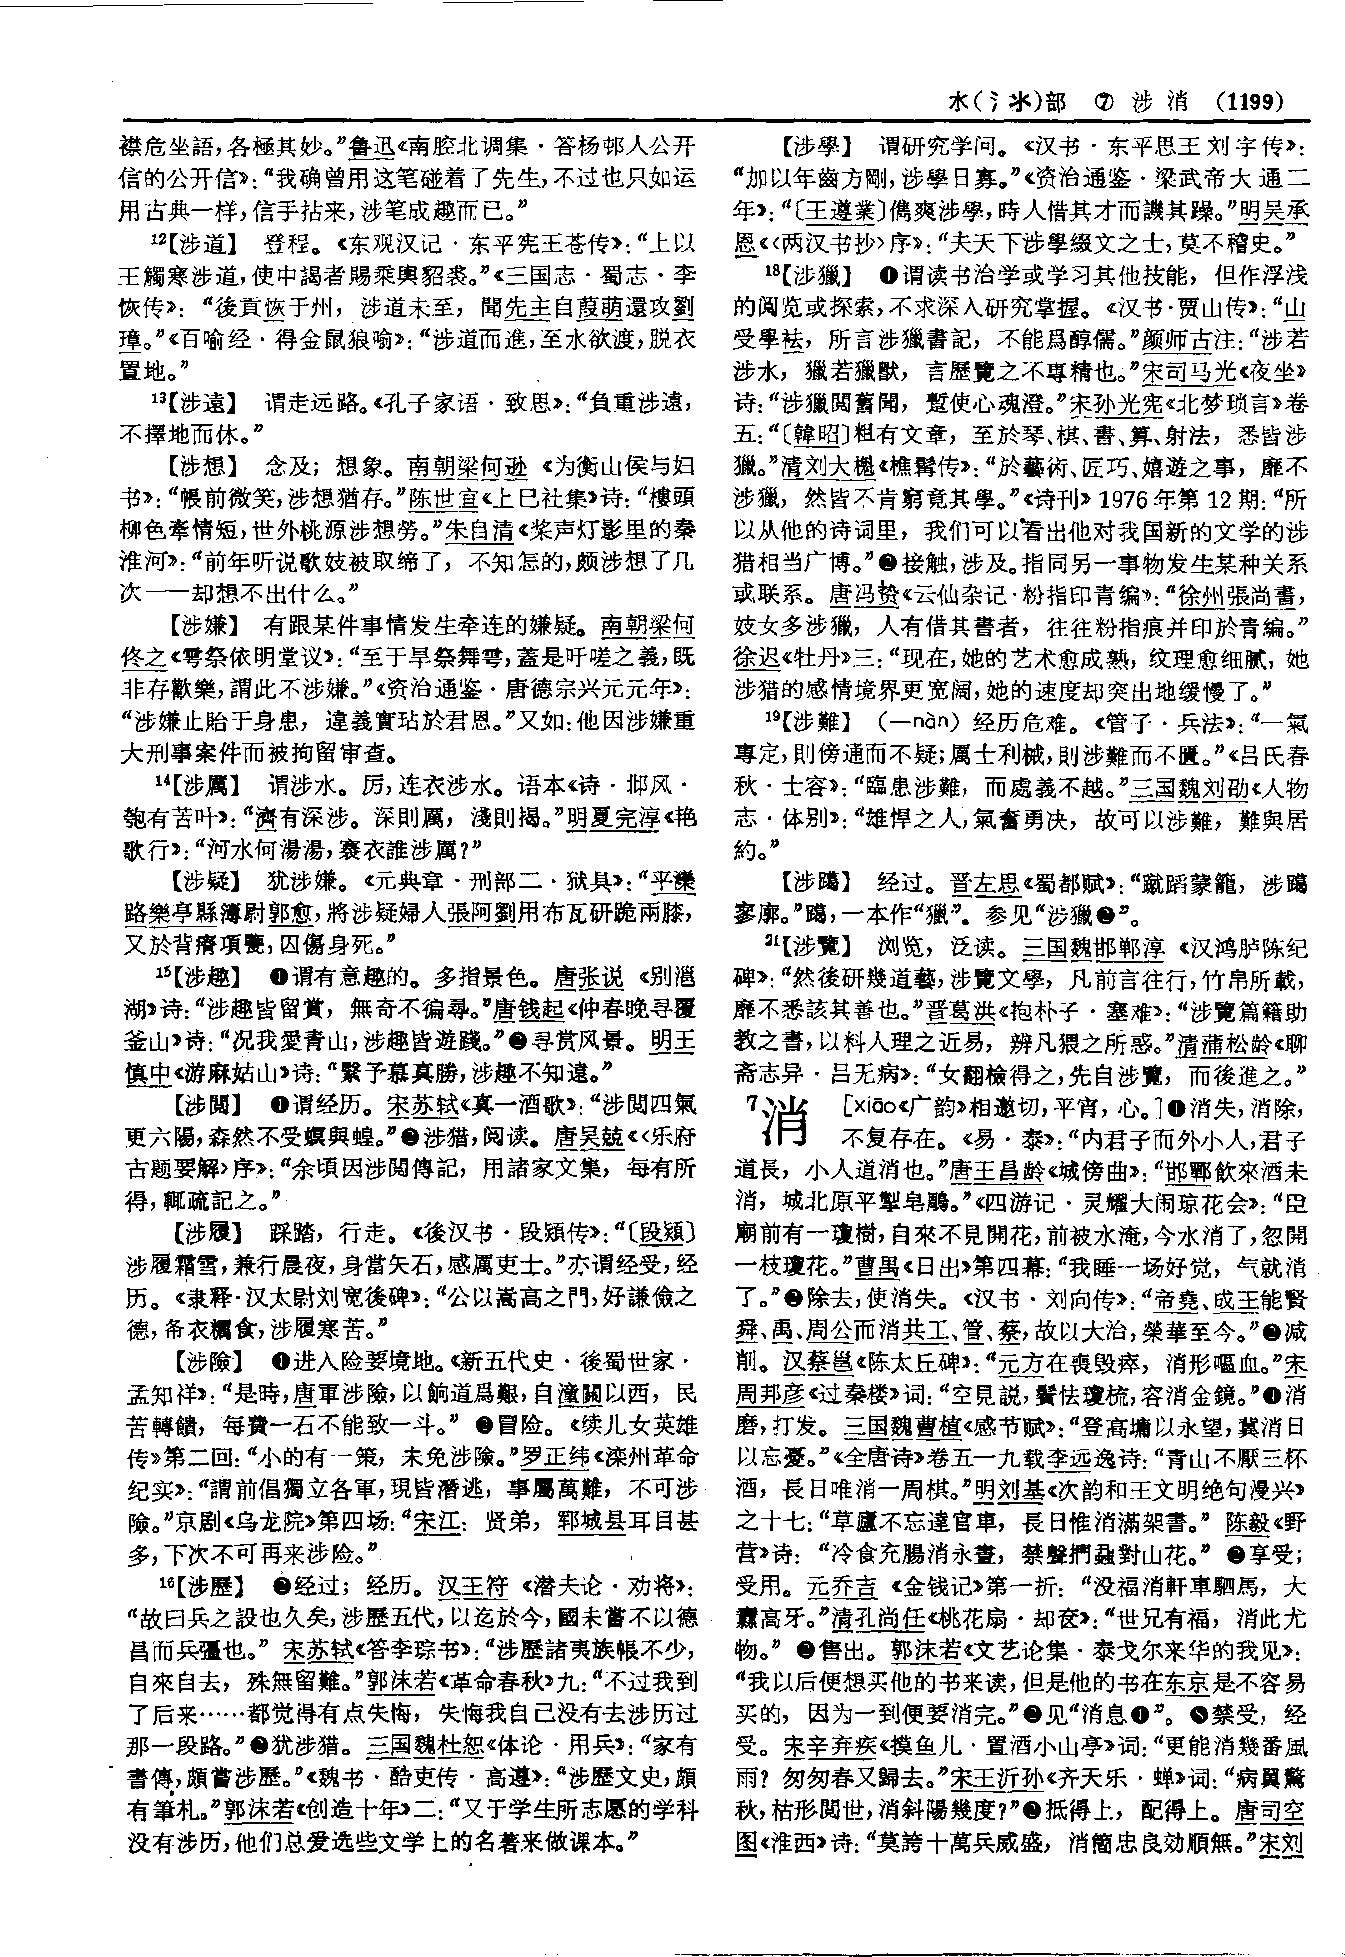 水(氵氺)部 ⑦ 涉 消 (1199)
襟危坐語，各極其妙。”鲁迅《南腔北调集·答杨邨人公开
信的公开信》：“我确曾用这笔碰着了先生，不过也只如运
用古典一样，信手拈来，涉笔成趣而已。”
¹²【涉道】 登程。《东观汉记·东平宪王苍传》：“上以
王觸寒涉道，使中謁者賜乘輿貂裘。”《三国志·蜀志·李
恢传》：“後貢恢于州，涉道未至，聞先主自葭萌還攻劉
璋。”《百喻经·得金鼠狼喻》：“涉道而進，至水欲渡，脱衣
置地。”
¹³【涉遠】 谓走远路。《孔子家语·致思》：“負重涉遠，
不擇地而休。”
【涉想】 念及；想象。南朝梁何逊《为衡山侯与妇
书》：“帳前微笑，涉想猶存。”陈世宜《上巳社集》诗：“樓頭
柳色牽情短，世外桃源涉想勞。”朱自清《桨声灯影里的秦
淮河》：“前年听说歌妓被取缔了，不知怎的，颇涉想了几
次——却想不出什么。”
【涉嫌】 有跟某件事情发生牵连的嫌疑。南朝梁何
佟之《雩祭依明堂议》：“至于旱祭舞雩，蓋是吁嗟之義，既
非存歡樂，謂此不涉嫌。”《资治通鉴·唐德宗兴元元年》：
“涉嫌止貽于身患，違義實玷於君恩。”又如：他因涉嫌重
大刑事案件而被拘留审查。
¹⁴【涉厲】 谓涉水。厉，连衣涉水。语本《诗·邶风·
匏有苦叶》：“濟有深涉。深則厲，淺則揭。”明夏完淳《艳
歌行》：“河水何湯湯，褰衣誰涉厲？”
【涉疑】 犹涉嫌。《元典章·刑部二·狱具》：“平灤
路樂亭縣簿尉郭愈，將涉疑婦人張阿劉用布瓦研跪兩膝，
又於背瘠項甕，囚傷身死。”
¹⁵【涉趣】 ❶谓有意趣的。多指景色。唐张说《别灉
湖》诗：“涉趣皆留賞，無奇不徧尋。”唐钱起《仲春晚寻覆
釜山》诗：“况我愛青山，涉趣皆遊踐。”❷寻赏风景。明王
慎中《游麻姑山》诗：“繄予慕真勝，涉趣不知遠。”
【涉閲】 ❶谓经历。宋苏轼《真一酒歌》：“涉閲四氣
更六陽，森然不受螟與蝗。”❷涉猎，阅读。唐吴兢《〈乐府
古题要解〉序》：“余頃因涉閲傳記，用諸家文集，每有所
得，輒疏記之。”
【涉履】 踩踏，行走。《後汉书·段熲传》：“〔段熲〕
涉履霜雪，兼行晨夜，身當矢石，感厲吏士。”亦谓经受，经
历。《隶释·汉太尉刘宽後碑》：“公以嵩高之門，好謙儉之
德，布衣糲食，涉履寒苦。”
【涉險】 ❶进入险要境地。《新五代史·後蜀世家·
孟知祥》：“是時，唐軍涉險，以餉道爲艱，自潼關以西，民
苦轉饋，每費一石不能致一斗。” ❷冒险。《续儿女英雄
传》第二回：“小的有一策，未免涉險。”罗正纬《滦州革命
纪实》：“謂前倡獨立各軍，現皆潛逃，事屬萬難，不可涉
險。”京剧《乌龙院》第四场：“宋江：贤弟，郓城县耳目甚
多，下次不可再来涉险。”
¹⁶【涉歷】 ❶经过；经历。汉王符《潜夫论·劝将》：
“故曰兵之設也久矣，涉歷五代，以迄於今，國未嘗不以德
昌而兵彊也。” 宋苏轼《答李琮书》：“涉歷諸夷族帳不少，
自來自去，殊無留難。”郭沫若《革命春秋》九：“不过我到
了后来……都觉得有点失悔，失悔我自己没有去涉历过
那一段路。”❷犹涉猎。三国魏杜恕《体论·用兵》：“家有
書傳，頗嘗涉歷。”《魏书·酷吏传·高遵》：“涉歷文史，頗
有筆札。”郭沫若《创造十年》二：“又于学生所志愿的学科
没有涉历，他们总爱选些文学上的名著来做课本。”
【涉學】 谓研究学问。《汉书·东平思王刘宇传》：
“加以年齒方剛，涉學日寡。”《资治通鉴·梁武帝大通二
年》：“〔王遵業〕儁爽涉學，時人惜其才而譏其躁。”明吴承
恩《〈两汉书抄〉序》：“夫天下涉學綴文之士，莫不稽史。”
¹⁸【涉獵】 ❶谓读书治学或学习其他技能，但作浮浅
的阅览或探索，不求深入研究掌握。《汉书·贾山传》：“山
受學袪，所言涉獵書記，不能爲醇儒。”颜师古注：“涉若
涉水，獵若獵獸，言歷覽之不專精也。”宋司马光《夜坐》
诗：“涉獵閲舊聞，蹔使心魂澄。”宋孙光宪《北梦琐言》卷
五：“〔韓昭〕粗有文章，至於琴、棋、書、算、射法，悉皆涉
獵。”清刘大櫆《樵髯传》：“於藝術、匠巧、嬉遊之事，靡不
涉獵，然皆不肯窮竟其學。”《诗刊》1976年第12期：“所
以从他的诗词里，我们可以看出他对我国新的文学的涉
猎相当广博。”❷接触，涉及。指同另一事物发生某种关系
或联系。唐冯贽《云仙杂记·粉指印青编》：“徐州張尚書，
妓女多涉獵，人有借其書者，往往粉指痕并印於青編。”
徐迟《牡丹》三：“现在，她的艺术愈成熟，纹理愈细腻，她
涉猎的感情境界更宽阔，她的速度却突出地缓慢了。”
¹⁹【涉難】 （—nàn）经历危难。《管子·兵法》：“一氣
專定，則傍通而不疑；厲士利械，則涉難而不匱。”《吕氏春
秋·士容》：“臨患涉難，而處義不越。”三国魏刘劭《人物
志·体别》：“雄悍之人，氣奮勇决，故可以涉難，難與居
約。”
【涉躐】 经过。晋左思《蜀都赋》：“蹴蹈蒙籠，涉躐
寥廓。”躐，一本作“獵”。参见“涉獵❷”。
²¹【涉覽】 浏览，泛读。三国魏邯郸淳《汉鸿胪陈纪
碑》：“然後研幾道藝，涉覽文學，凡前言往行，竹帛所載，
靡不悉該其善也。”晋葛洪《抱朴子·塞难》：“涉覽篇籍助
教之書，以料人理之近易，辨凡猥之所惑。”清蒲松龄《聊
斋志异·吕无病》：“女翻檢得之，先自涉覽，而後進之。”
⁷消 [xiāo《广韵》相邀切，平宵，心。]❶消失，消除，
不复存在。《易·泰》：“内君子而外小人，君子
道長，小人道消也。”唐王昌龄《城傍曲》：“邯鄲飲來酒未
消，城北原平掣皂鵰。”《四游记·灵耀大闹琼花会》：“臣
廟前有一瓊樹，自來不見開花，前被水淹，今水消了，忽開
一枝瓊花。”曹禺《日出》第四幕：“我睡一场好觉，气就消
了。”❷除去，使消失。《汉书·刘向传》：“帝堯、成王能賢
舜、禹、周公而消共工、管、蔡，故以大治，榮華至今。”❸减
削。汉蔡邕《陈太丘碑》：“元方在喪毁瘁，消形嘔血。”宋
周邦彦《过秦楼》词：“空見説，鬢怯瓊梳，容消金鏡。”❹消
磨，打发。三国魏曹植《感节赋》：“登高墉以永望，冀消日
以忘憂。”《全唐诗》卷五一九载李远逸诗：“青山不厭三杯
酒，長日唯消一周棋。”明刘基《次韵和王文明绝句漫兴》
之十七：“草廬不忘達官車，長日惟消滿架書。” 陈毅《野
营》诗：“冷食充腸消永晝，禁聲捫蝨對山花。” ❺享受；
受用。元乔吉《金钱记》第一折：“没福消軒車駟馬，大
纛高牙。”清孔尚任《桃花扇·却奁》：“世兄有福，消此尤
物。” ❻售出。郭沫若《文艺论集·泰戈尔来华的我见》：
“我以后便想买他的书来读，但是他的书在东京是不容易
买的，因为一到便要消完。”❼见“消息❶”。❽禁受，经
受。宋辛弃疾《摸鱼儿·置酒小山亭》词：“更能消幾番風
雨？匆匆春又歸去。”宋王沂孙《齐天乐·蝉》词：“病翼驚
秋，枯形閲世，消斜陽幾度？”❾抵得上，配得上。唐司空
图《淮西》诗：“莫誇十萬兵威盛，消箇忠良効順無。”宋刘